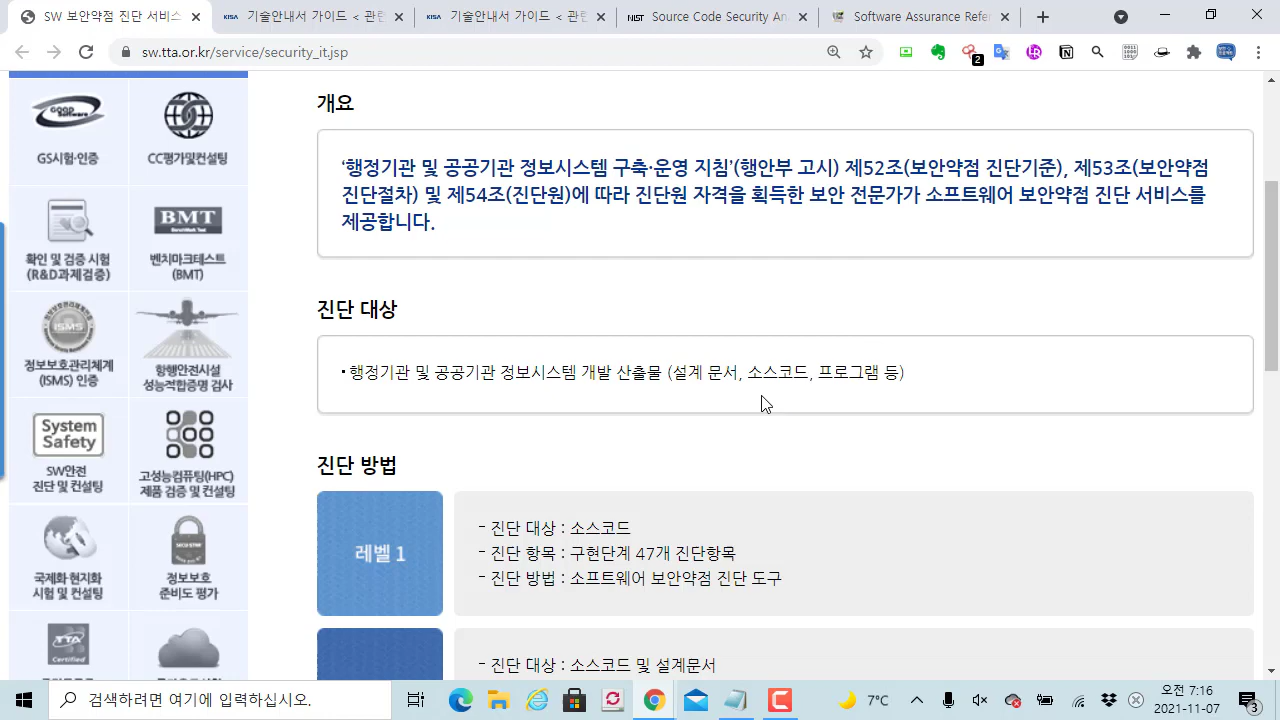 SW 보안약점 진단 서비스
KISA 기술안내서 가이드 < 관련
KISA 기술안내서 가이드 < 관련
NIST Source Code Security An
Software Assurance Refer
sw.tta.or.kr/service/security_it.jsp
2
GOOD Software
GS시험·인증
CC평가및컨설팅
확인 및 검증 시험
(R&D과제검증)
BMT
BenchMark Test
벤치마크테스트
(BMT)
ISMS
정보보호관리체계
(ISMS) 인증
항행안전시설
성능적합증명 검사
System
Safety
SW안전
진단 및 컨설팅
고성능컴퓨팅(HPC)
제품 검증 및 컨설팅
국제화·현지화
시험 및 컨설팅
정보보호
준비도 평가
TTA
Certified
개요
‘행정기관 및 공공기관 정보시스템 구축·운영 지침’(행안부 고시) 제52조(보안약점 진단기준), 제53조(보안약점
진단절차) 및 제54조(진단원)에 따라 진단원 자격을 획득한 보안 전문가가 소프트웨어 보안약점 진단 서비스를
제공합니다.
진단 대상
• 행정기관 및 공공기관 정보시스템 개발 산출물 (설계 문서, 소스코드, 프로그램 등)
진단 방법
레벨 1
- 진단 대상 : 소스코드
- 진단 항목 : 구현단계 47개 진단항목
- 진단 방법 : 소프트웨어 보안약점 진단 도구
- 진단 대상 : 소스코드 및 설계문서
검색하려면 여기에 입력하십시오.
7°C
오전 7:16
2021-11-07
3